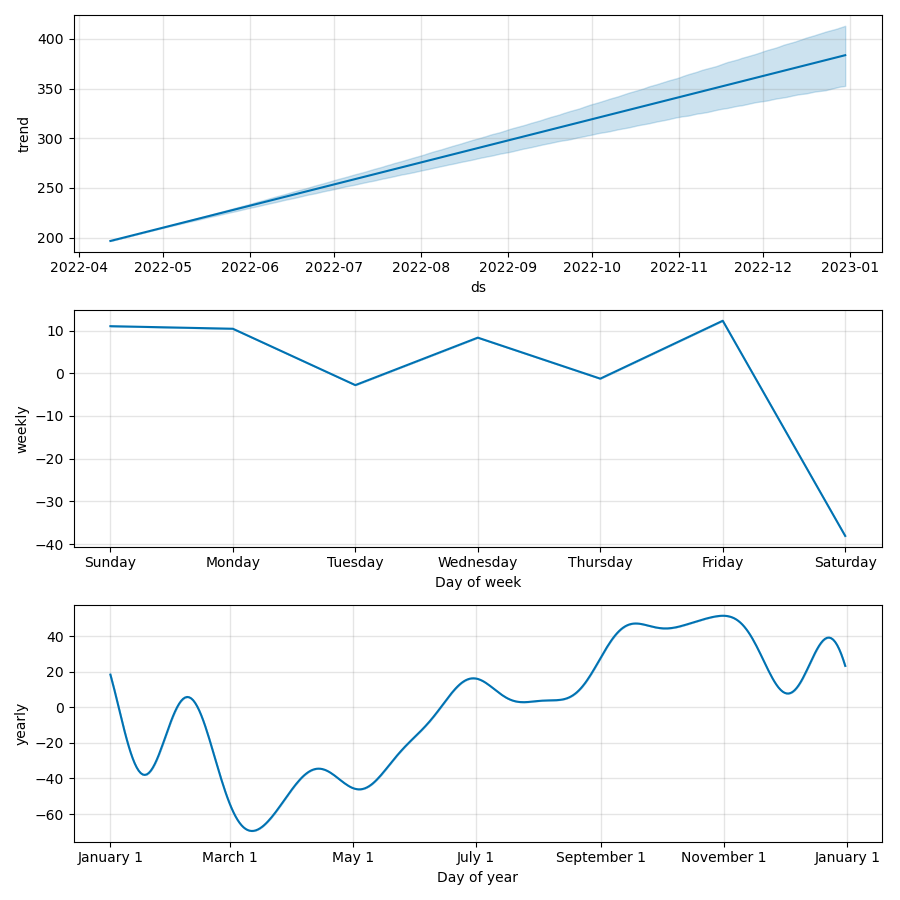 trend
400
350
300
250
200
2022-04 2022-05 2022-06 2022-07 2022-08 2022-09 2022-10 2022-11 2022-12 2023-01
ds
weekly
10
0
−10
−20
−30
−40
Sunday Monday Tuesday Wednesday Thursday Friday Saturday
Day of week
yearly
40
20
0
−20
−40
−60
January 1 March 1 May 1 July 1 September 1 November 1 January 1
Day of year